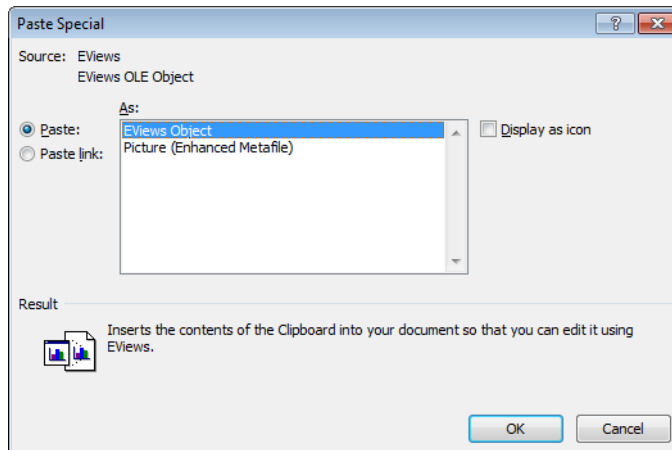 Paste Special
Source: EViews
EViews OLE Object
As:
Paste:
EViews Object
Display as icon
Paste link:
Picture (Enhanced Metafile)
Result
Inserts the contents of the Clipboard into your document so that you can edit it using
EViews.
OK
Cancel